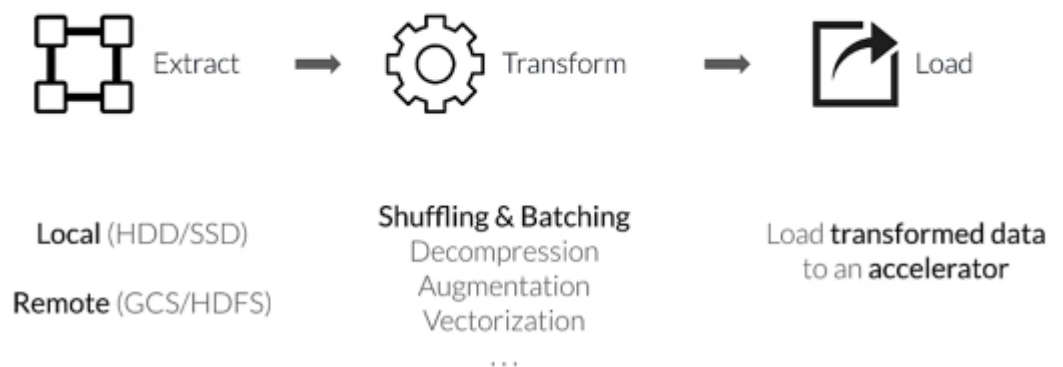 Extract
Transform
Load
Local (HDD/SSD)
Remote (GCS/HDFS)
Shuffling & Batching
Decompression
Augmentation
Vectorization
...
Load transformed data
to an accelerator